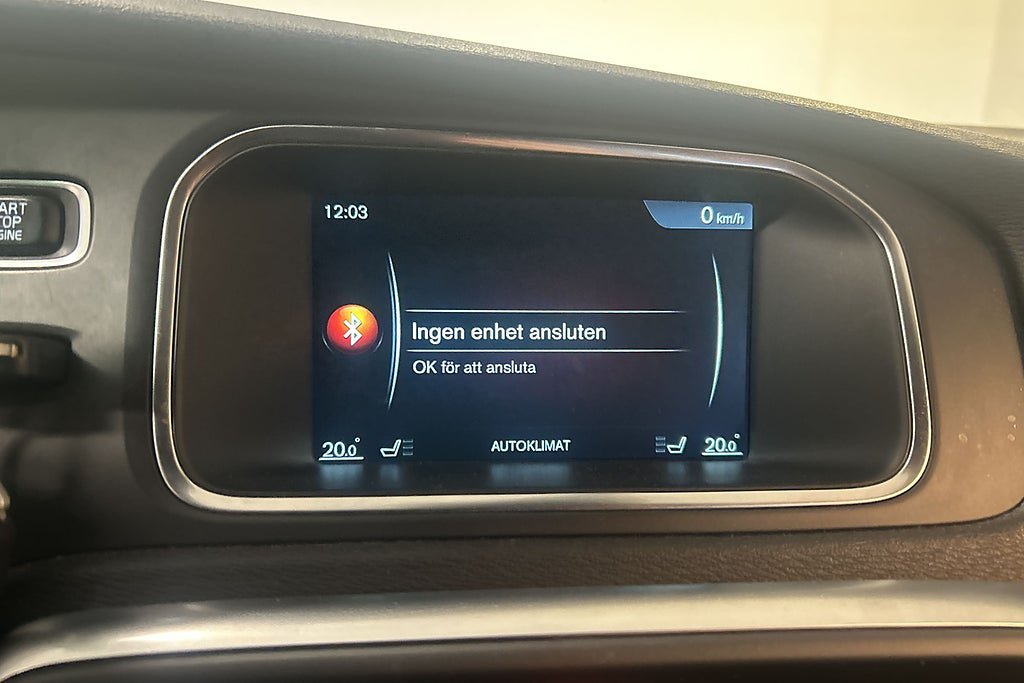 12:03
0 km/h
ART
TOP
GINE
Ingen enhet ansluten
OK för att ansluta
20.0°
AUTOKLIMAT
20.0°